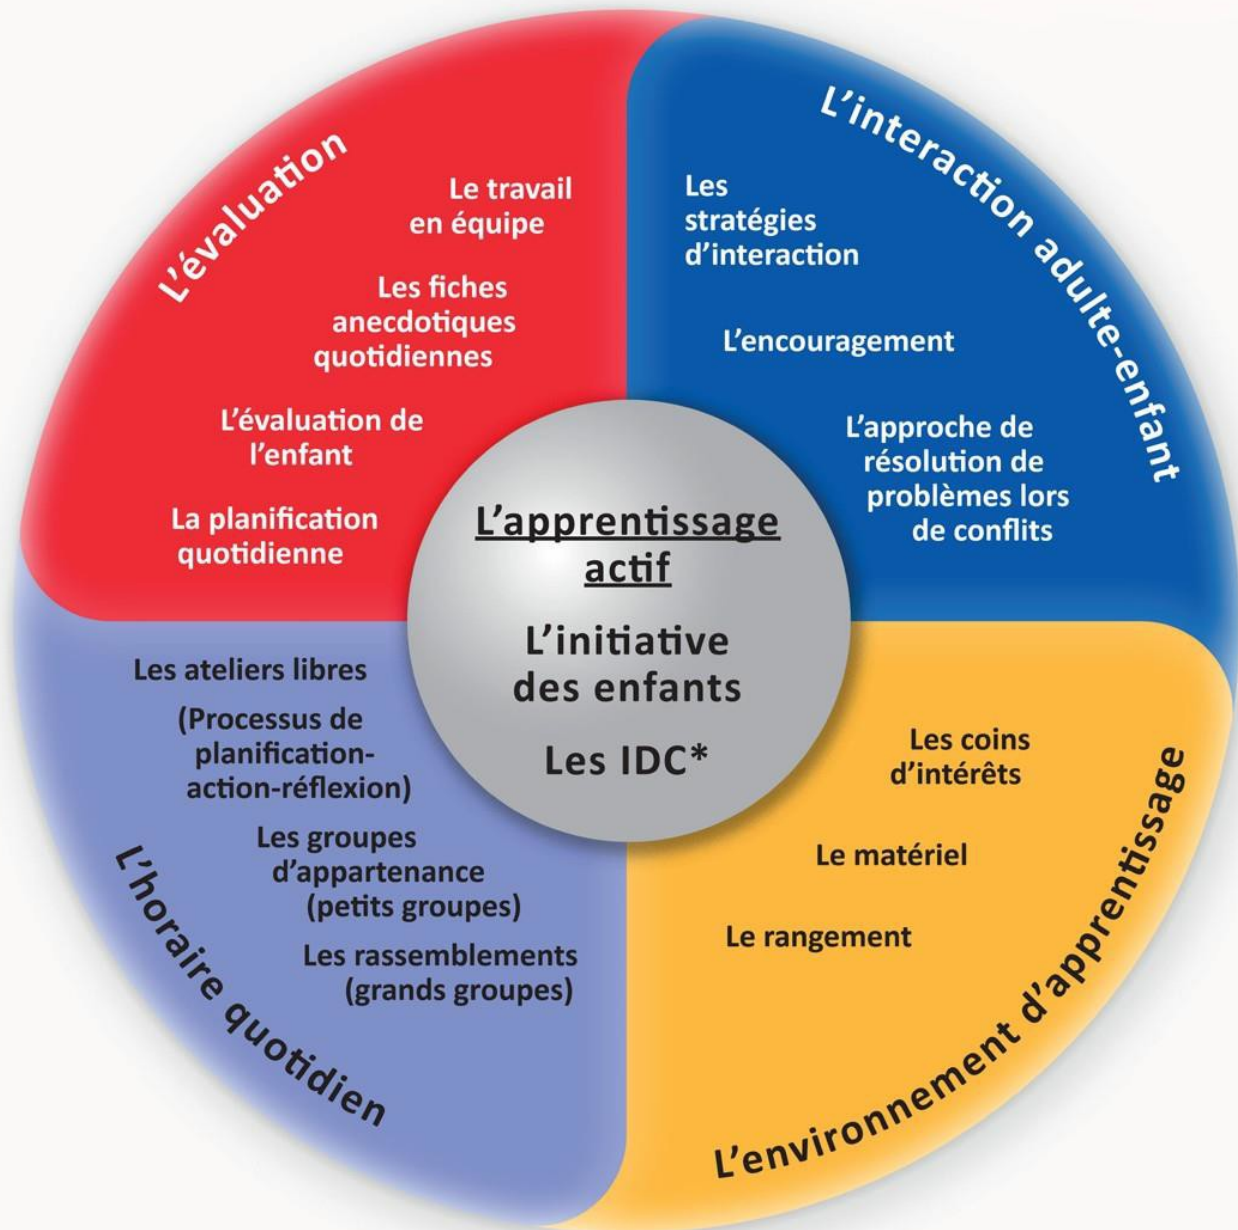 L'évaluation
Le travail
en équipe
Les fiches
anecdotiques
quotidiennes
L'évaluation de
l'enfant
La planification
quotidienne
L'interaction adulte-enfant
Les
stratégies
d'interaction
L'encouragement
L'approche de
résolution de
problèmes lors
de conflits
L'apprentissage
actif
L'initiative
des enfants
Les IDC*
Les ateliers libres
(Processus de
planification-
action-réflexion)
Les groupes
d'appartenance
(petits groupes)
Les rassemblements
(grands groupes)
L'horaire quotidien
Les coins
d'intérêts
Le matériel
Le rangement
L'environnement d'apprentissage